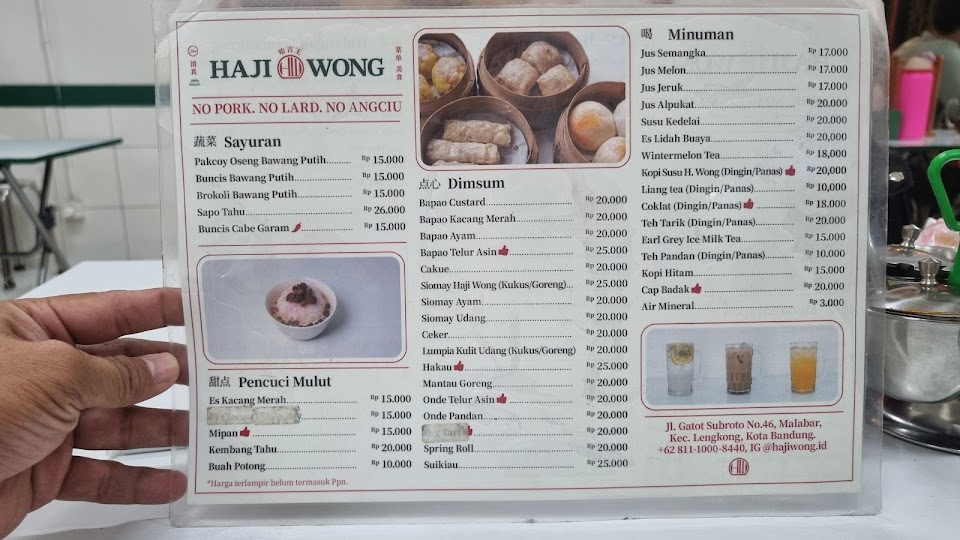 清真
HAJI WONG
菜单 美食
NO PORK. NO LARD. NO ANGCIU
蔬菜 Sayuran
Pakcoy Oseng Bawang Putih........ Rp 15.000
Buncis Bawang Putih........ Rp 15.000
Brokoli Bawang Putih........ Rp 15.000
Sapo Tahu........ Rp 26.000
Buncis Cabe Garam ........ Rp 15.000
甜点 Pencuci Mulut
Es Kacang Merah........ Rp 15.000
Rp 15.000
Mipan ........ Rp 15.000
Kembang Tahu........ Rp 20.000
Buah Potong........ Rp 10.000
*Harga terlampir belum termasuk Ppn.
点心 Dimsum
Bapao Custard........ Rp 20.000
Bapao Kacang Merah........ Rp 20.000
Bapao Ayam........ Rp 20.000
Bapao Telur Asin ........ Rp 25.000
Cakue........ Rp 20.000
Siomay Haji Wong (Kukus/Goreng)... Rp 25.000
Siomay Ayam........ Rp 20.000
Siomay Udang........ Rp 20.000
Ceker........ Rp 20.000
Lumpia Kulit Udang (Kukus/Goreng) Rp 20.000
Hakau ........ Rp 25.000
Mantau Goreng........ Rp 20.000
Onde Telur Asin ........ Rp 20.000
Onde Pandan........ Rp 20.000
Rp 20.000
Spring Roll........ Rp 20.000
Suikiau........ Rp 25.000
喝 Minuman
Jus Semangka........ Rp 17.000
Jus Melon........ Rp 17.000
Jus Jeruk........ Rp 17.000
Jus Alpukat........ Rp 20.000
Susu Kedelai........ Rp 20.000
Es Lidah Buaya........ Rp 20,000
Wintermelon Tea........ Rp 18,000
Kopi Susu H. Wong (Dingin/Panas) Rp 20,000
Liang tea (Dingin/Panas)........ Rp 10,000
Coklat (Dingin/Panas) ........ Rp 18.000
Teh Tarik (Dingin/Panas)........ Rp 20.000
Earl Grey Ice Milk Tea........ Rp 15.000
Teh Pandan (Dingin/Panas)........ Rp 10.000
Kopi Hitam........ Rp 15.000
Cap Badak ........ Rp 20.000
Air Mineral........ Rp 3.000
Jl. Gatot Subroto No.46, Malabar,
Kec. Lengkong, Kota Bandung.
+62 811-1000-8440, IG @hajiwong.id